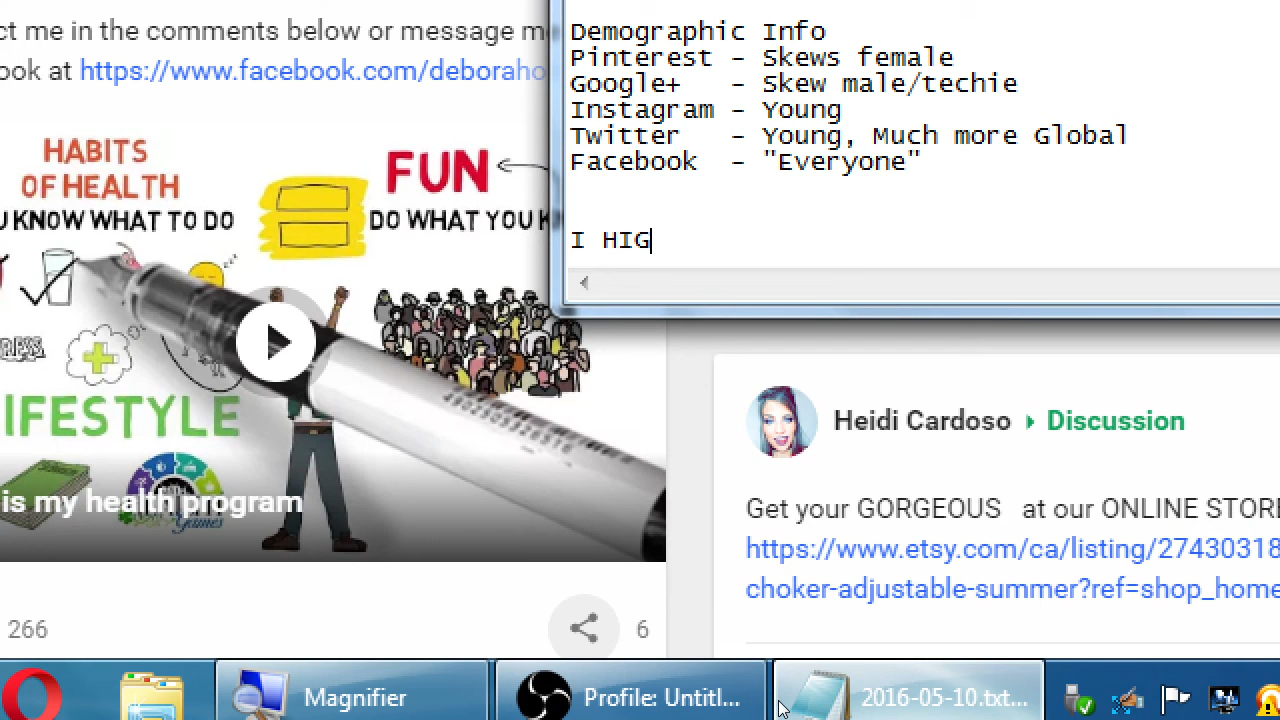 ct me in the comments below or message m
ook at https://www.facebook.com/deboraho
HABITS
OF HEALTH
U KNOW WHAT TO DO
FUN
DO WHAT YOU K
IFESTYLE
is my health program
Games
266
6
Demographic Info
Pinterest - Skews female
Google+ - Skew male/techie
Instagram - Young
Twitter - Young, Much more Global
Facebook - "Everyone"
I HIG
Heidi Cardoso Discussion
Get your GORGEOUS at our ONLINE STORE
https://www.etsy.com/ca/listing/27430318
choker-adjustable-summer?ref=shop_home
Magnifier
Profile: Untitl...
2016-05-10.txt...